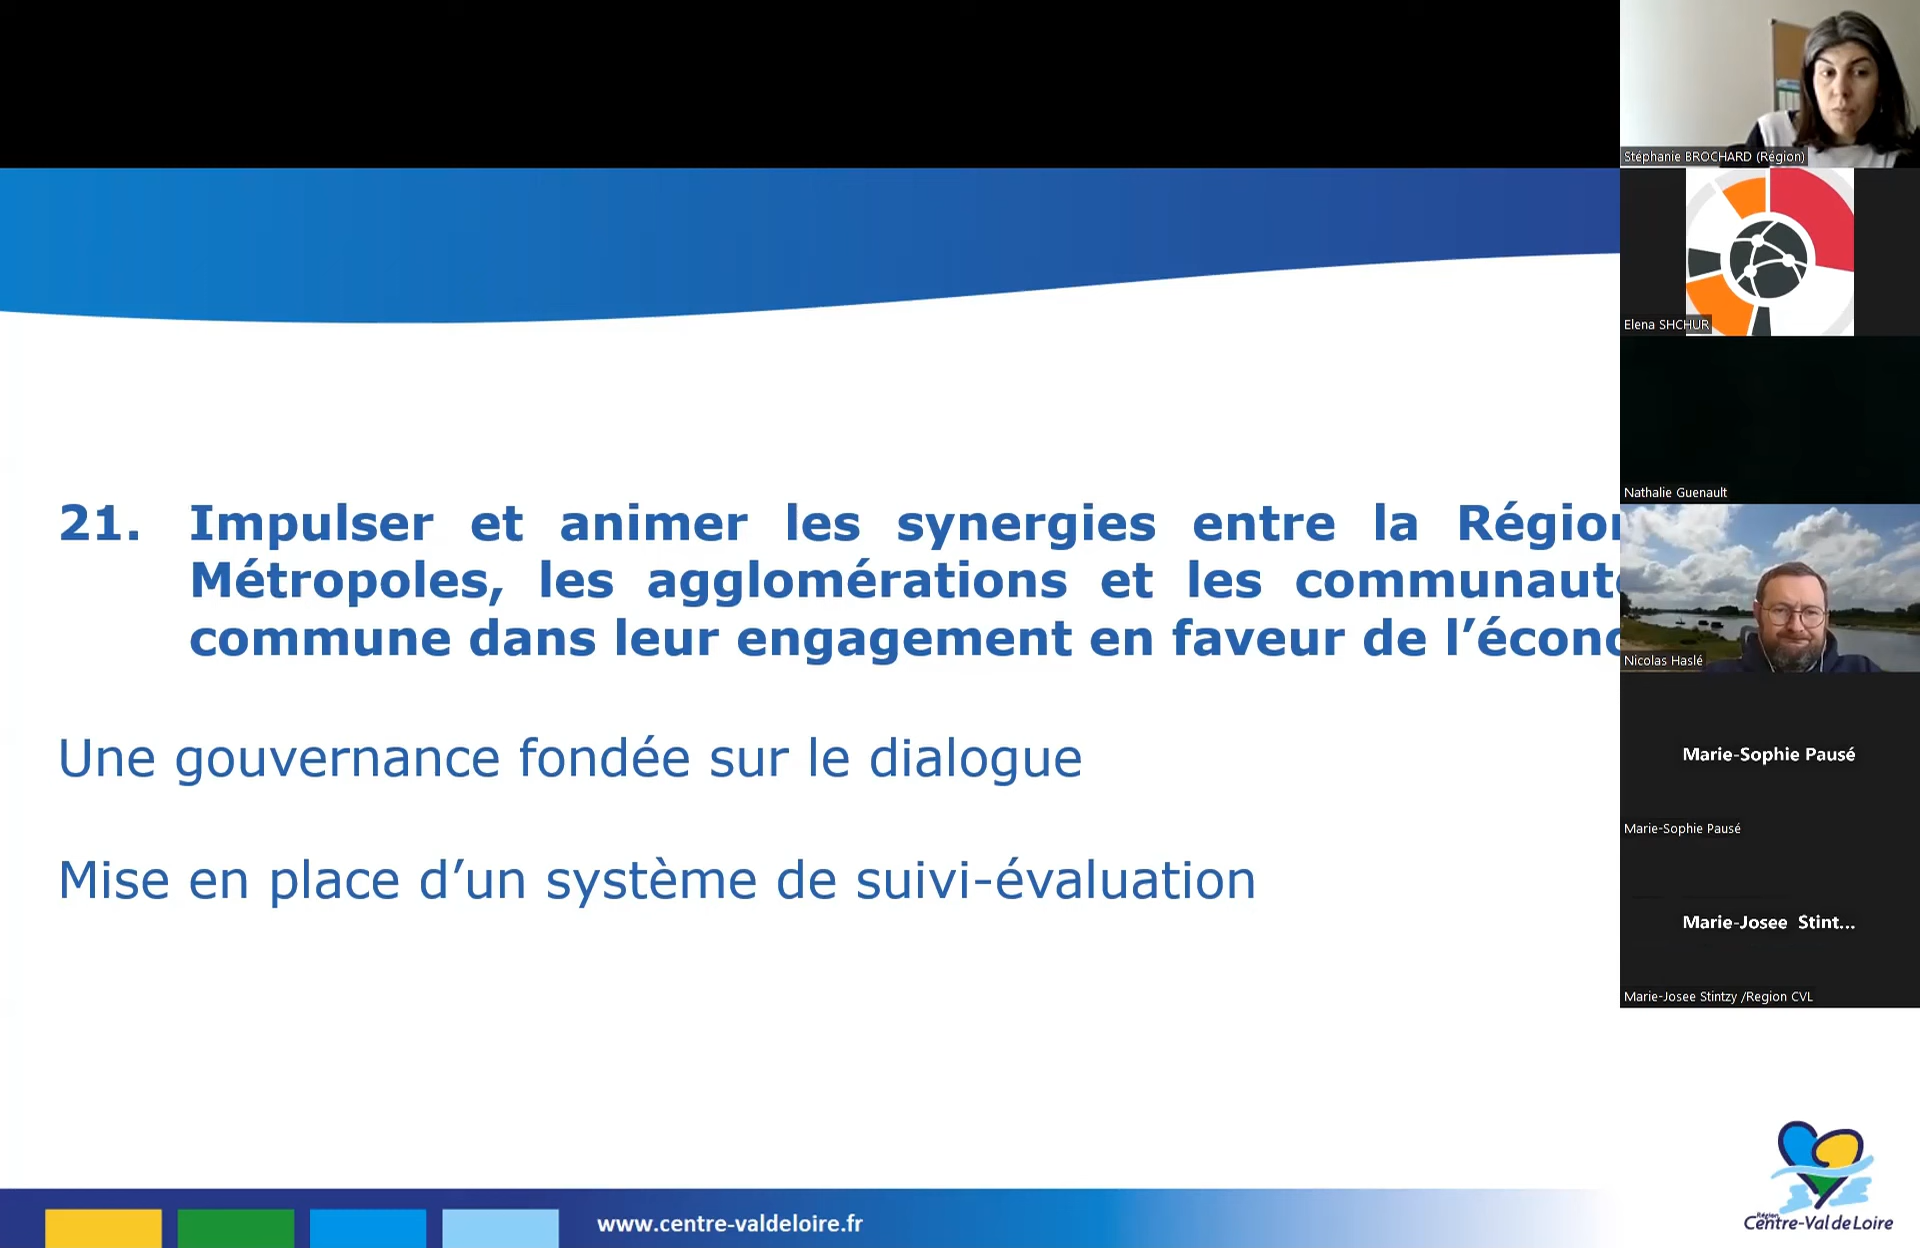 21. Impulser et animer les synergies entre la Région
Métropoles, les agglomérations et les
commune dans leur engagement en faveur de
Une gouvernance fondée sur le dialogue
Mise en place d’un système de suivi-évaluation
www.centre-valdeloire.fr
Stéphanie BROCHARD (Région)
Elena SHCHUR
Nathalie Guenault
Nicolas Haslé
Marie-Sophie Pausé
Marie-Sophie Pausé
Marie-Josee Stint...
Marie-Josee Stintzy /Region CVL
Région
Centre-Val de Loire